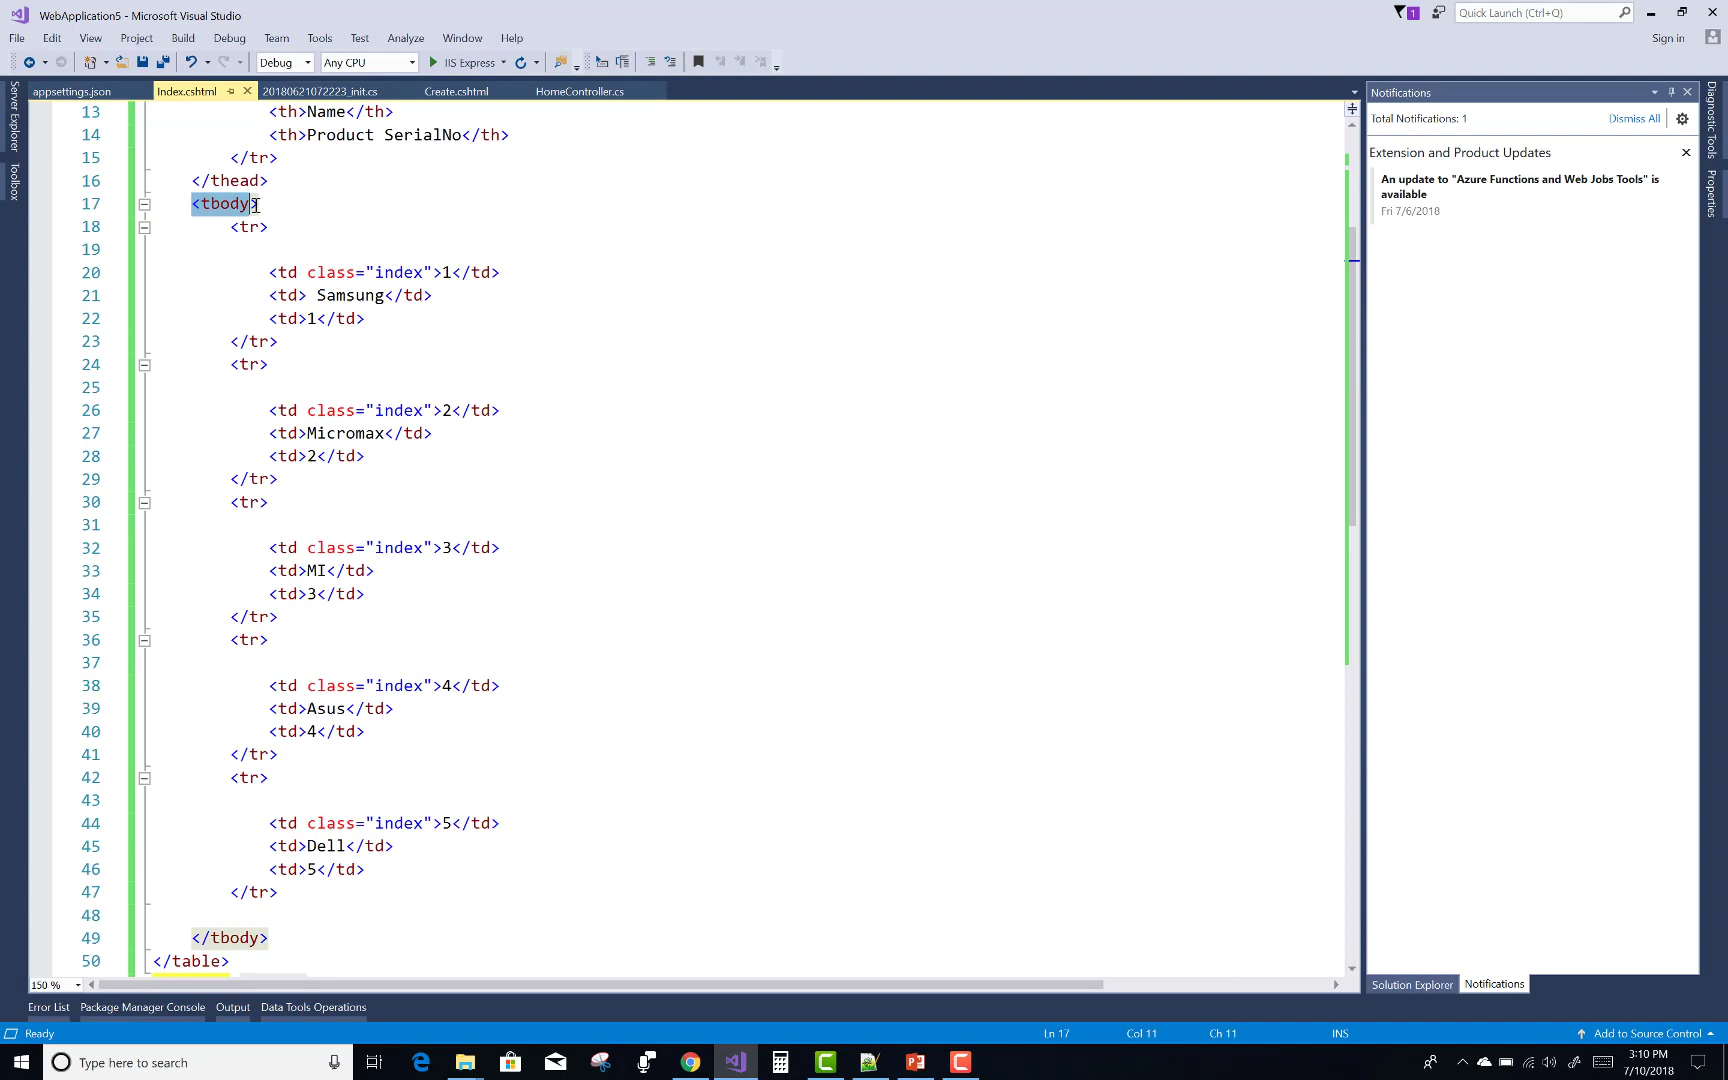 WebApplication5 - Microsoft Visual Studio
1
Quick Launch (Ctrl+Q)
File Edit View Project Build Debug Team Tools Test Analyze Window Help
Sign in
Debug Any CPU IIS Express
Server Explorer
Toolbox
appsettings.json Index.cshtml 20180621072223_init.cs Create.cshtml HomeController.cs
13 <th>Name</th>
14 <th>Product SerialNo</th>
15 </tr>
16 </thead>
17 <tbody>
18 <tr>
19
20 <td class="index">1</td>
21 <td> Samsung</td>
22 <td>1</td>
23 </tr>
24 <tr>
25
26 <td class="index">2</td>
27 <td>Micromax</td>
28 <td>2</td>
29 </tr>
30 <tr>
31
32 <td class="index">3</td>
33 <td>MI</td>
34 <td>3</td>
35 </tr>
36 <tr>
37
38 <td class="index">4</td>
39 <td>Asus</td>
40 <td>4</td>
41 </tr>
42 <tr>
43
44 <td class="index">5</td>
45 <td>Dell</td>
46 <td>5</td>
47 </tr>
48
49 </tbody>
50 </table>
150 %
Notifications
Total Notifications: 1 Dismiss All
Extension and Product Updates
An update to "Azure Functions and Web Jobs Tools" is
available
Fri 7/6/2018
Diagnostic Tools
Properties
Solution Explorer Notifications
Error List Package Manager Console Output Data Tools Operations
Ready Ln 17 Col 11 Ch 11 INS Add to Source Control
Type here to search
3:10 PM
7/10/2018